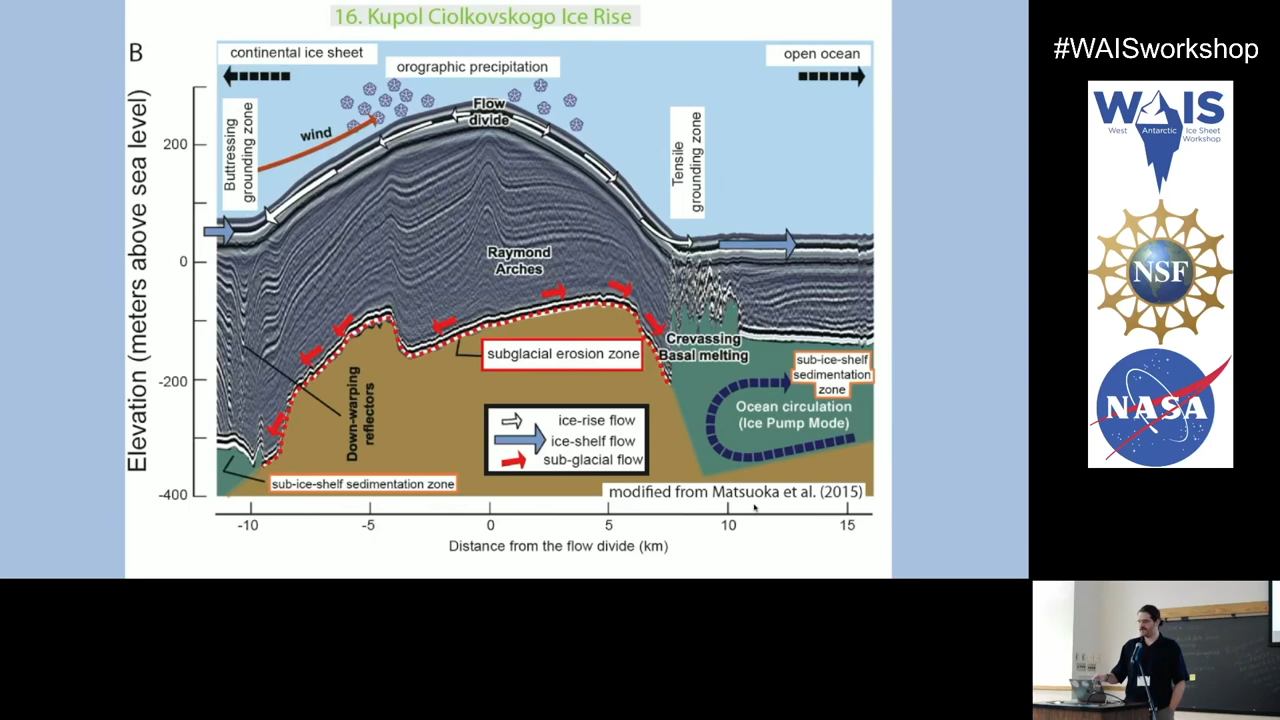 16. Kupol Ciolkovskogo Ice Rise
#WAISworkshop
B
continental ice sheet
open ocean
orographic precipitation
Flow
divide
wind
Buttressing
grounding zone
Tensile
grounding zone
Elevation (meters above sea level)
200
0
-200
-400
Raymond
Arches
Crevassing
Basal melting
subglacial erosion zone
sub-ice-shelf
sedimentation
zone
Down-warping
reflectors
Ocean circulation
(Ice Pump Mode)
ice-rise flow
ice-shelf flow
sub-glacial flow
sub-ice-shelf sedimentation zone
modified from Matsuoka et al. (2015)
-10
-5
0
5
10
15
Distance from the flow divide (km)
WAIS
West Antarctic Ice Sheet
Workshop
NSF
NASA